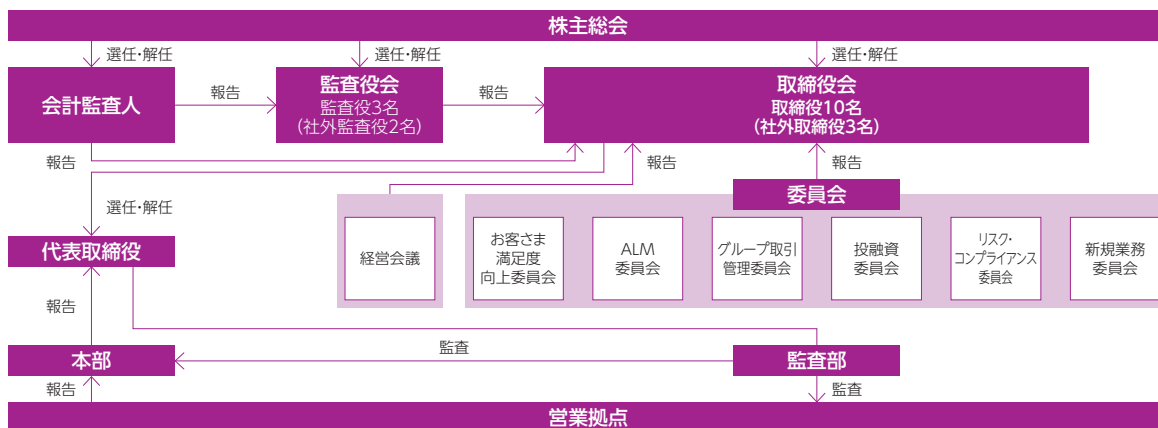 株主総会
選任・解任
選任・解任
選任・解任
会計監査人
報告
監査役会
監査役3名
（社外監査役2名）
報告
取締役会
取締役10名
（社外取締役3名）
報告
報告
報告
委員会
選任・解任
代表取締役
経営会議
お客さま
満足度
向上委員会
ALM
委員会
グループ取引
管理委員会
投融資
委員会
リスク・
コンプライアンス
委員会
新規業務
委員会
報告
本部
監査
監査部
報告
監査
営業拠点